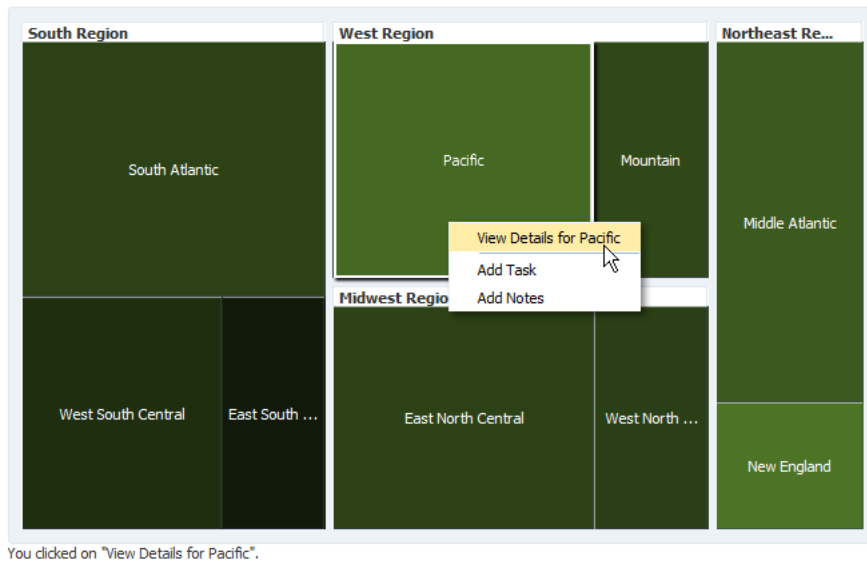 South Region
West Region
Northeast Re...
South Atlantic
Pacific
Mountain
Middle Atlantic
View Details for Pacific
Add Task
Add Notes
Midwest Regio
West South Central
East South ...
East North Central
West North ...
New England
You clicked on "View Details for Pacific".